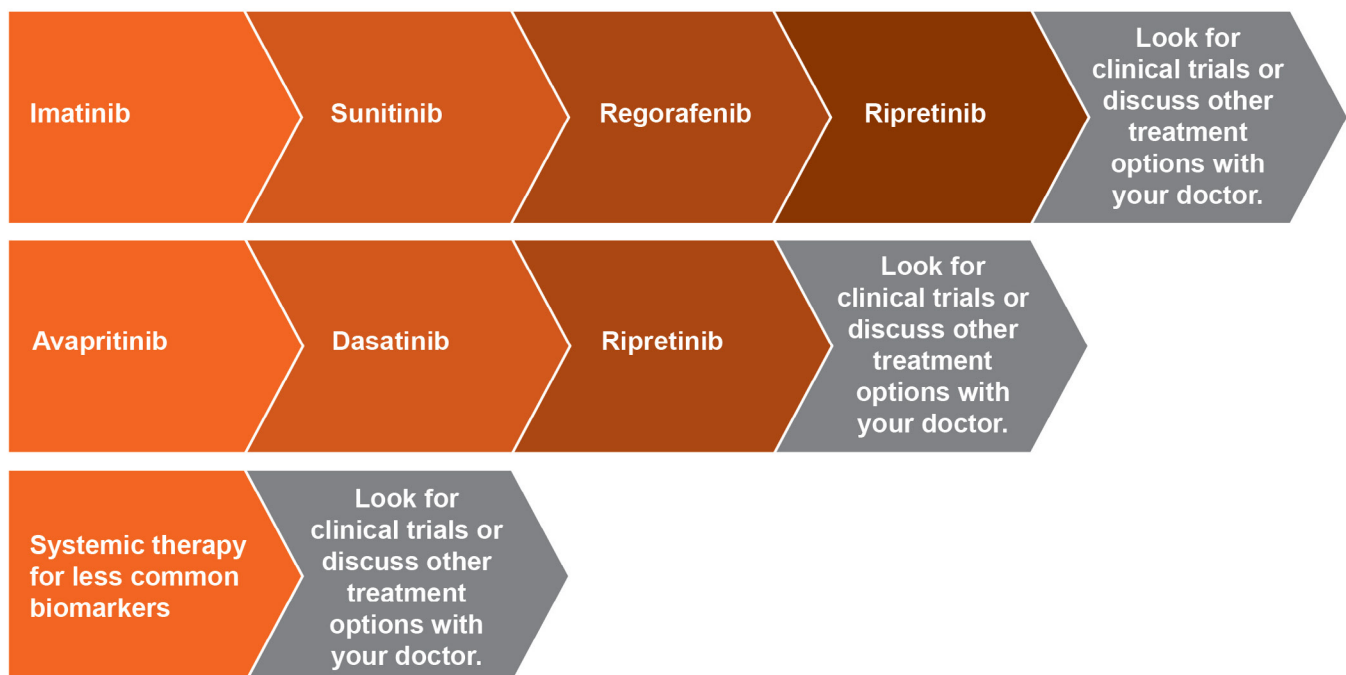 Imatinib
Sunitinib
Regorafenib
Ripretinib
Look for
clinical trials or
discuss other
treatment
options with
your doctor.
Avapritinib
Dasatinib
Ripretinib
Look for
clinical trials or
discuss other
treatment
options with
your doctor.
Systemic therapy
for less common
biomarkers
Look for
clinical trials or
discuss other
treatment
options with
your doctor.